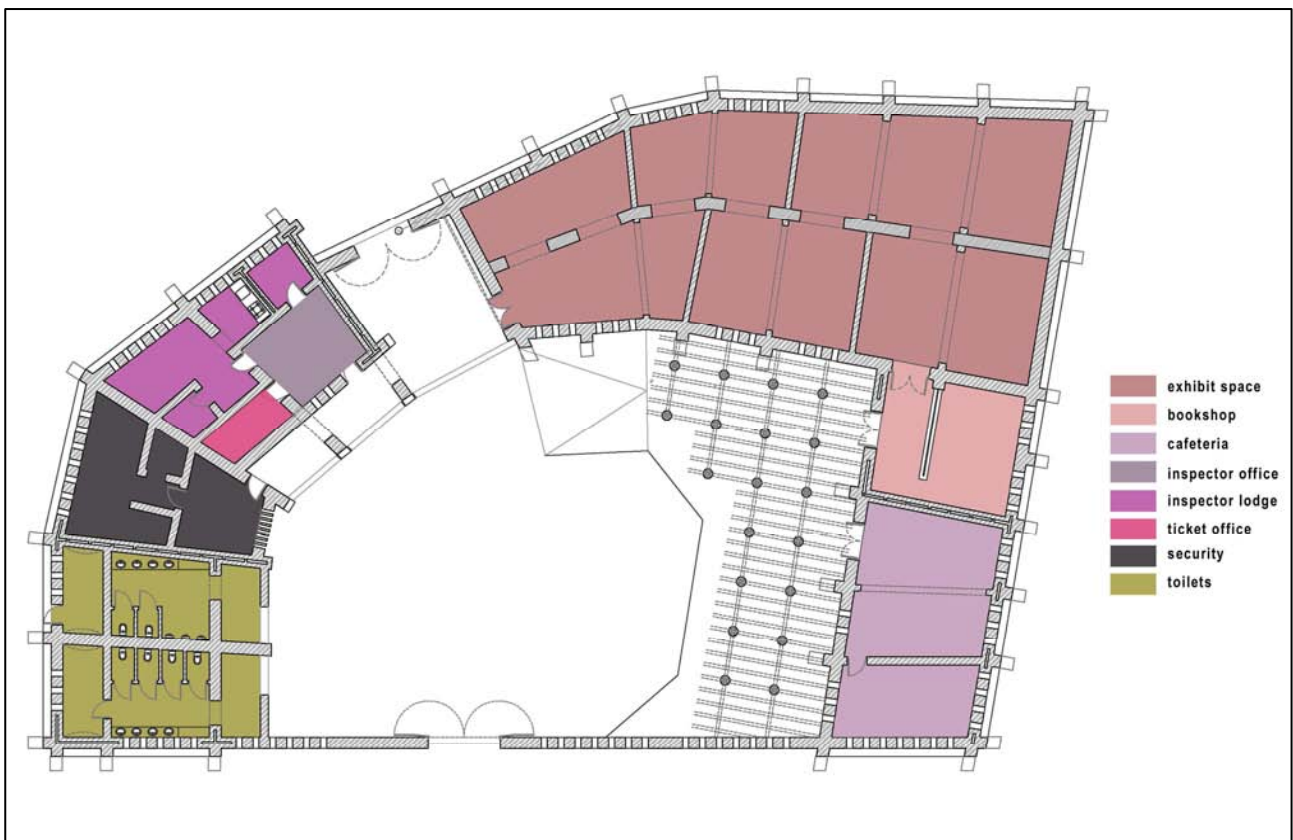 exhibit space
bookshop
cafeteria
inspector office
inspector lodge
ticket office
security
toilets